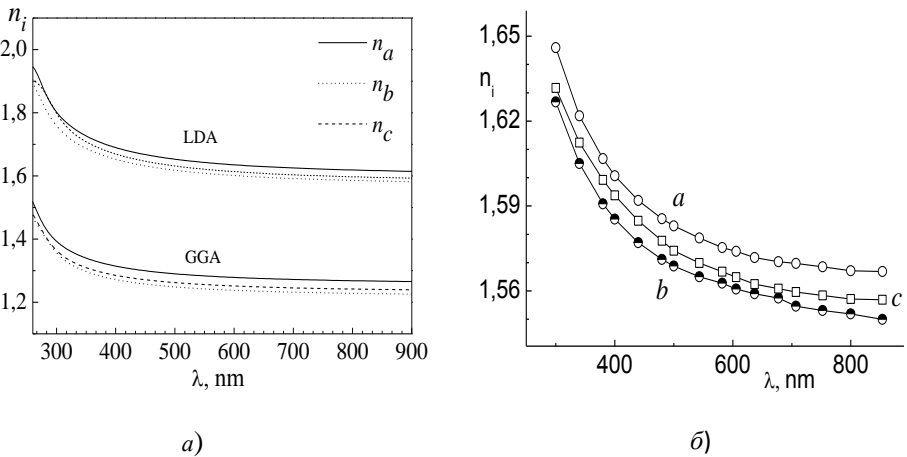 n_i
2,0
1,8
1,6
1,4
1,2
n_a
n_b
n_c
LDA
GGA
300 400 500 600 700 800 900
λ, nm
а)
1,65
n_i
1,62
1,59
1,56
a
b
c
400 600 800
λ, nm
б)